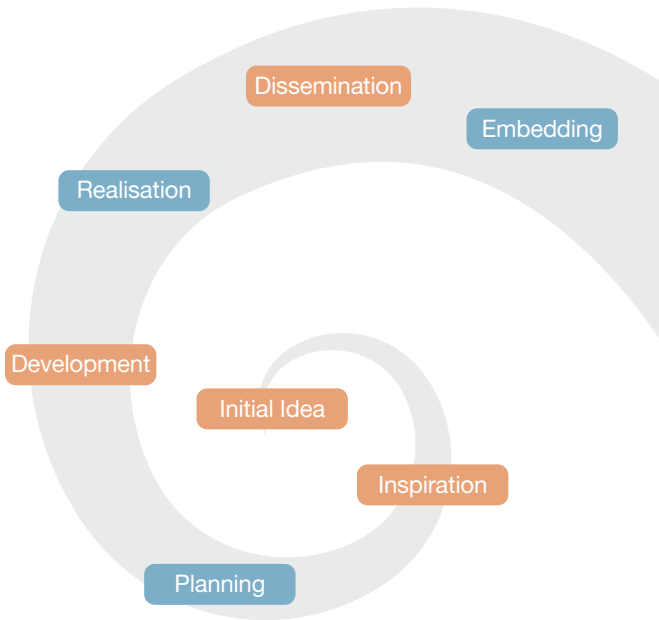 Dissemination
Embedding
Realisation
Development
Initial Idea
Inspiration
Planning